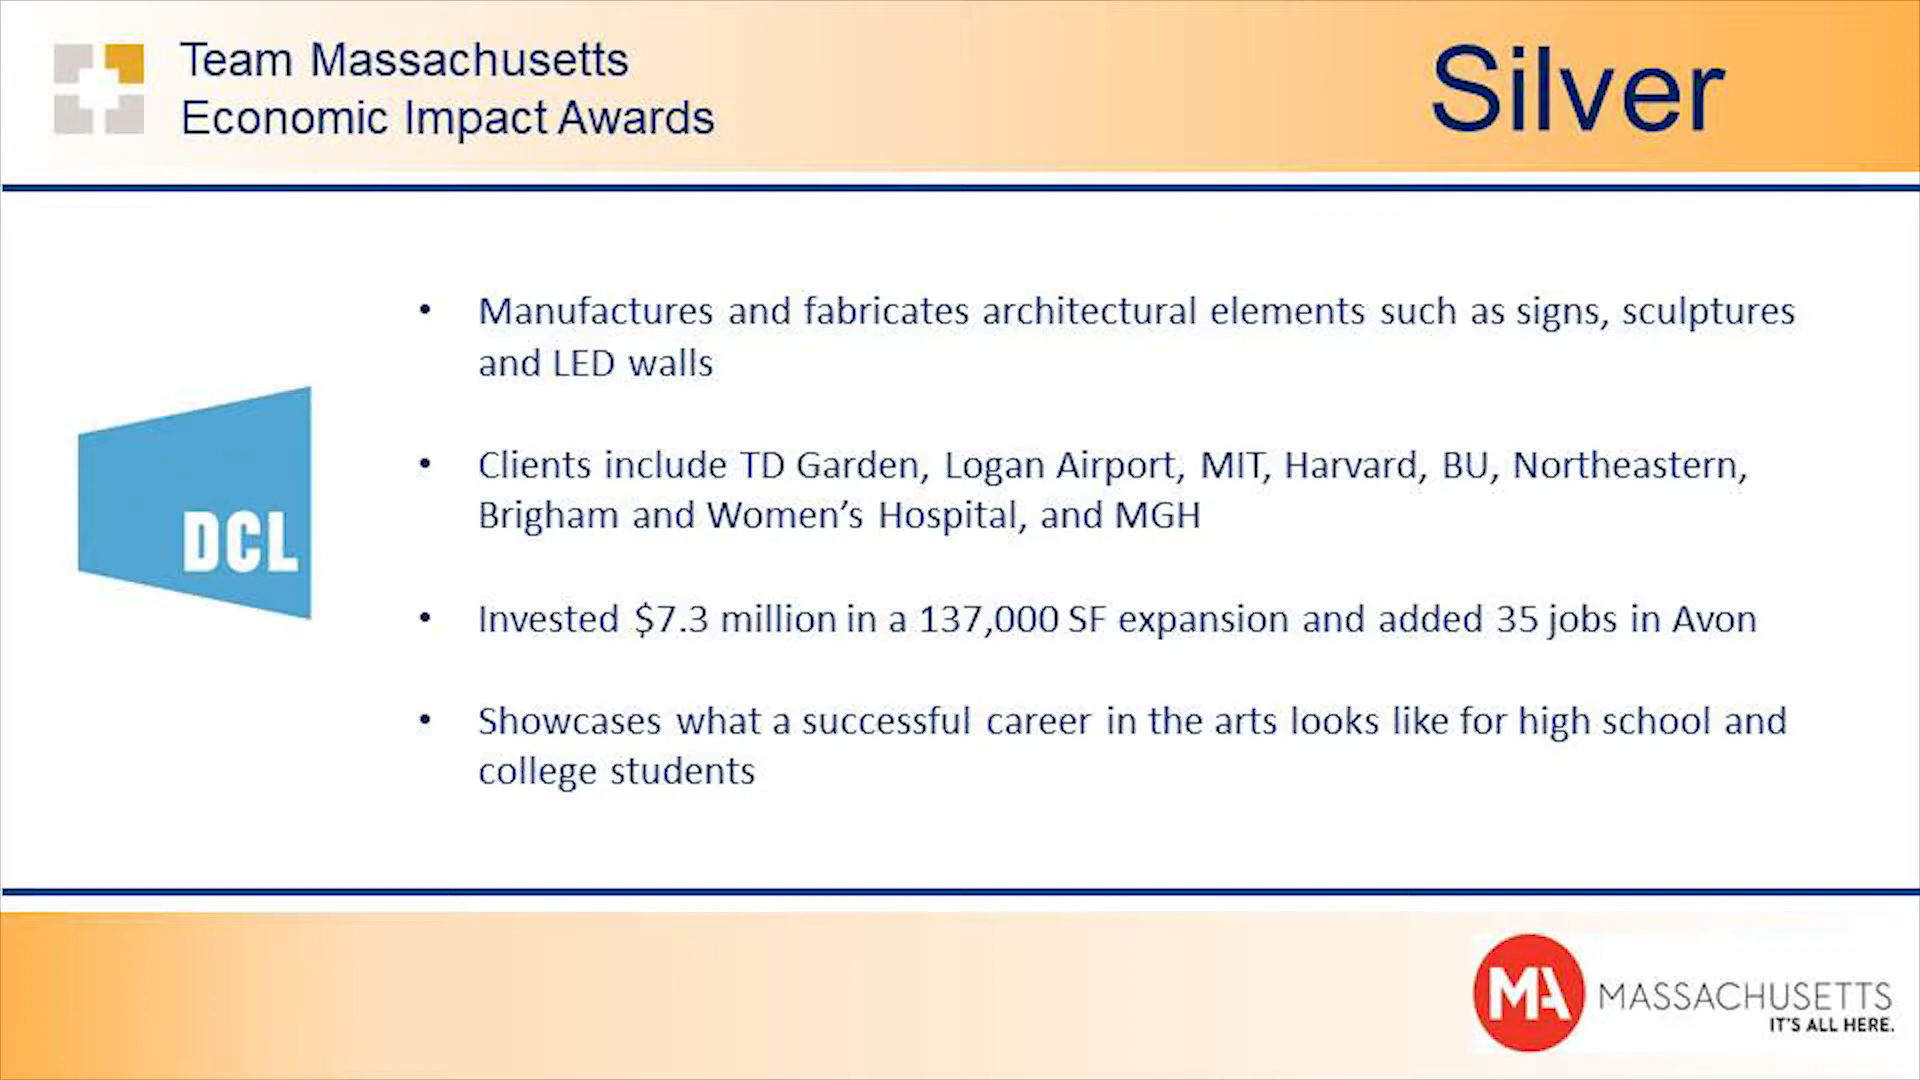 Team Massachusetts
Economic Impact Awards
Silver
• Manufactures and fabricates architectural elements such as signs, sculptures
and LED walls
• Clients include TD Garden, Logan Airport, MIT, Harvard, BU, Northeastern,
Brigham and Women’s Hospital, and MGH
DCL
• Invested $7.3 million in a 137,000 SF expansion and added 35 jobs in Avon
• Showcases what a successful career in the arts looks like for high school and
college students
MA
MASSACHUSETTS
IT'S ALL HERE.